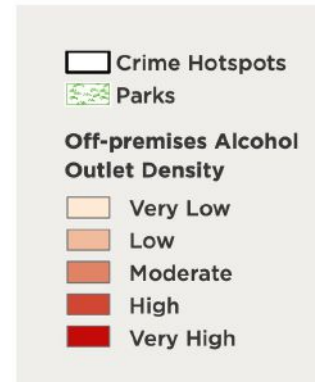 Crime Hotspots
Parks
Off-premises Alcohol
Outlet Density
Very Low
Low
Moderate
High
Very High